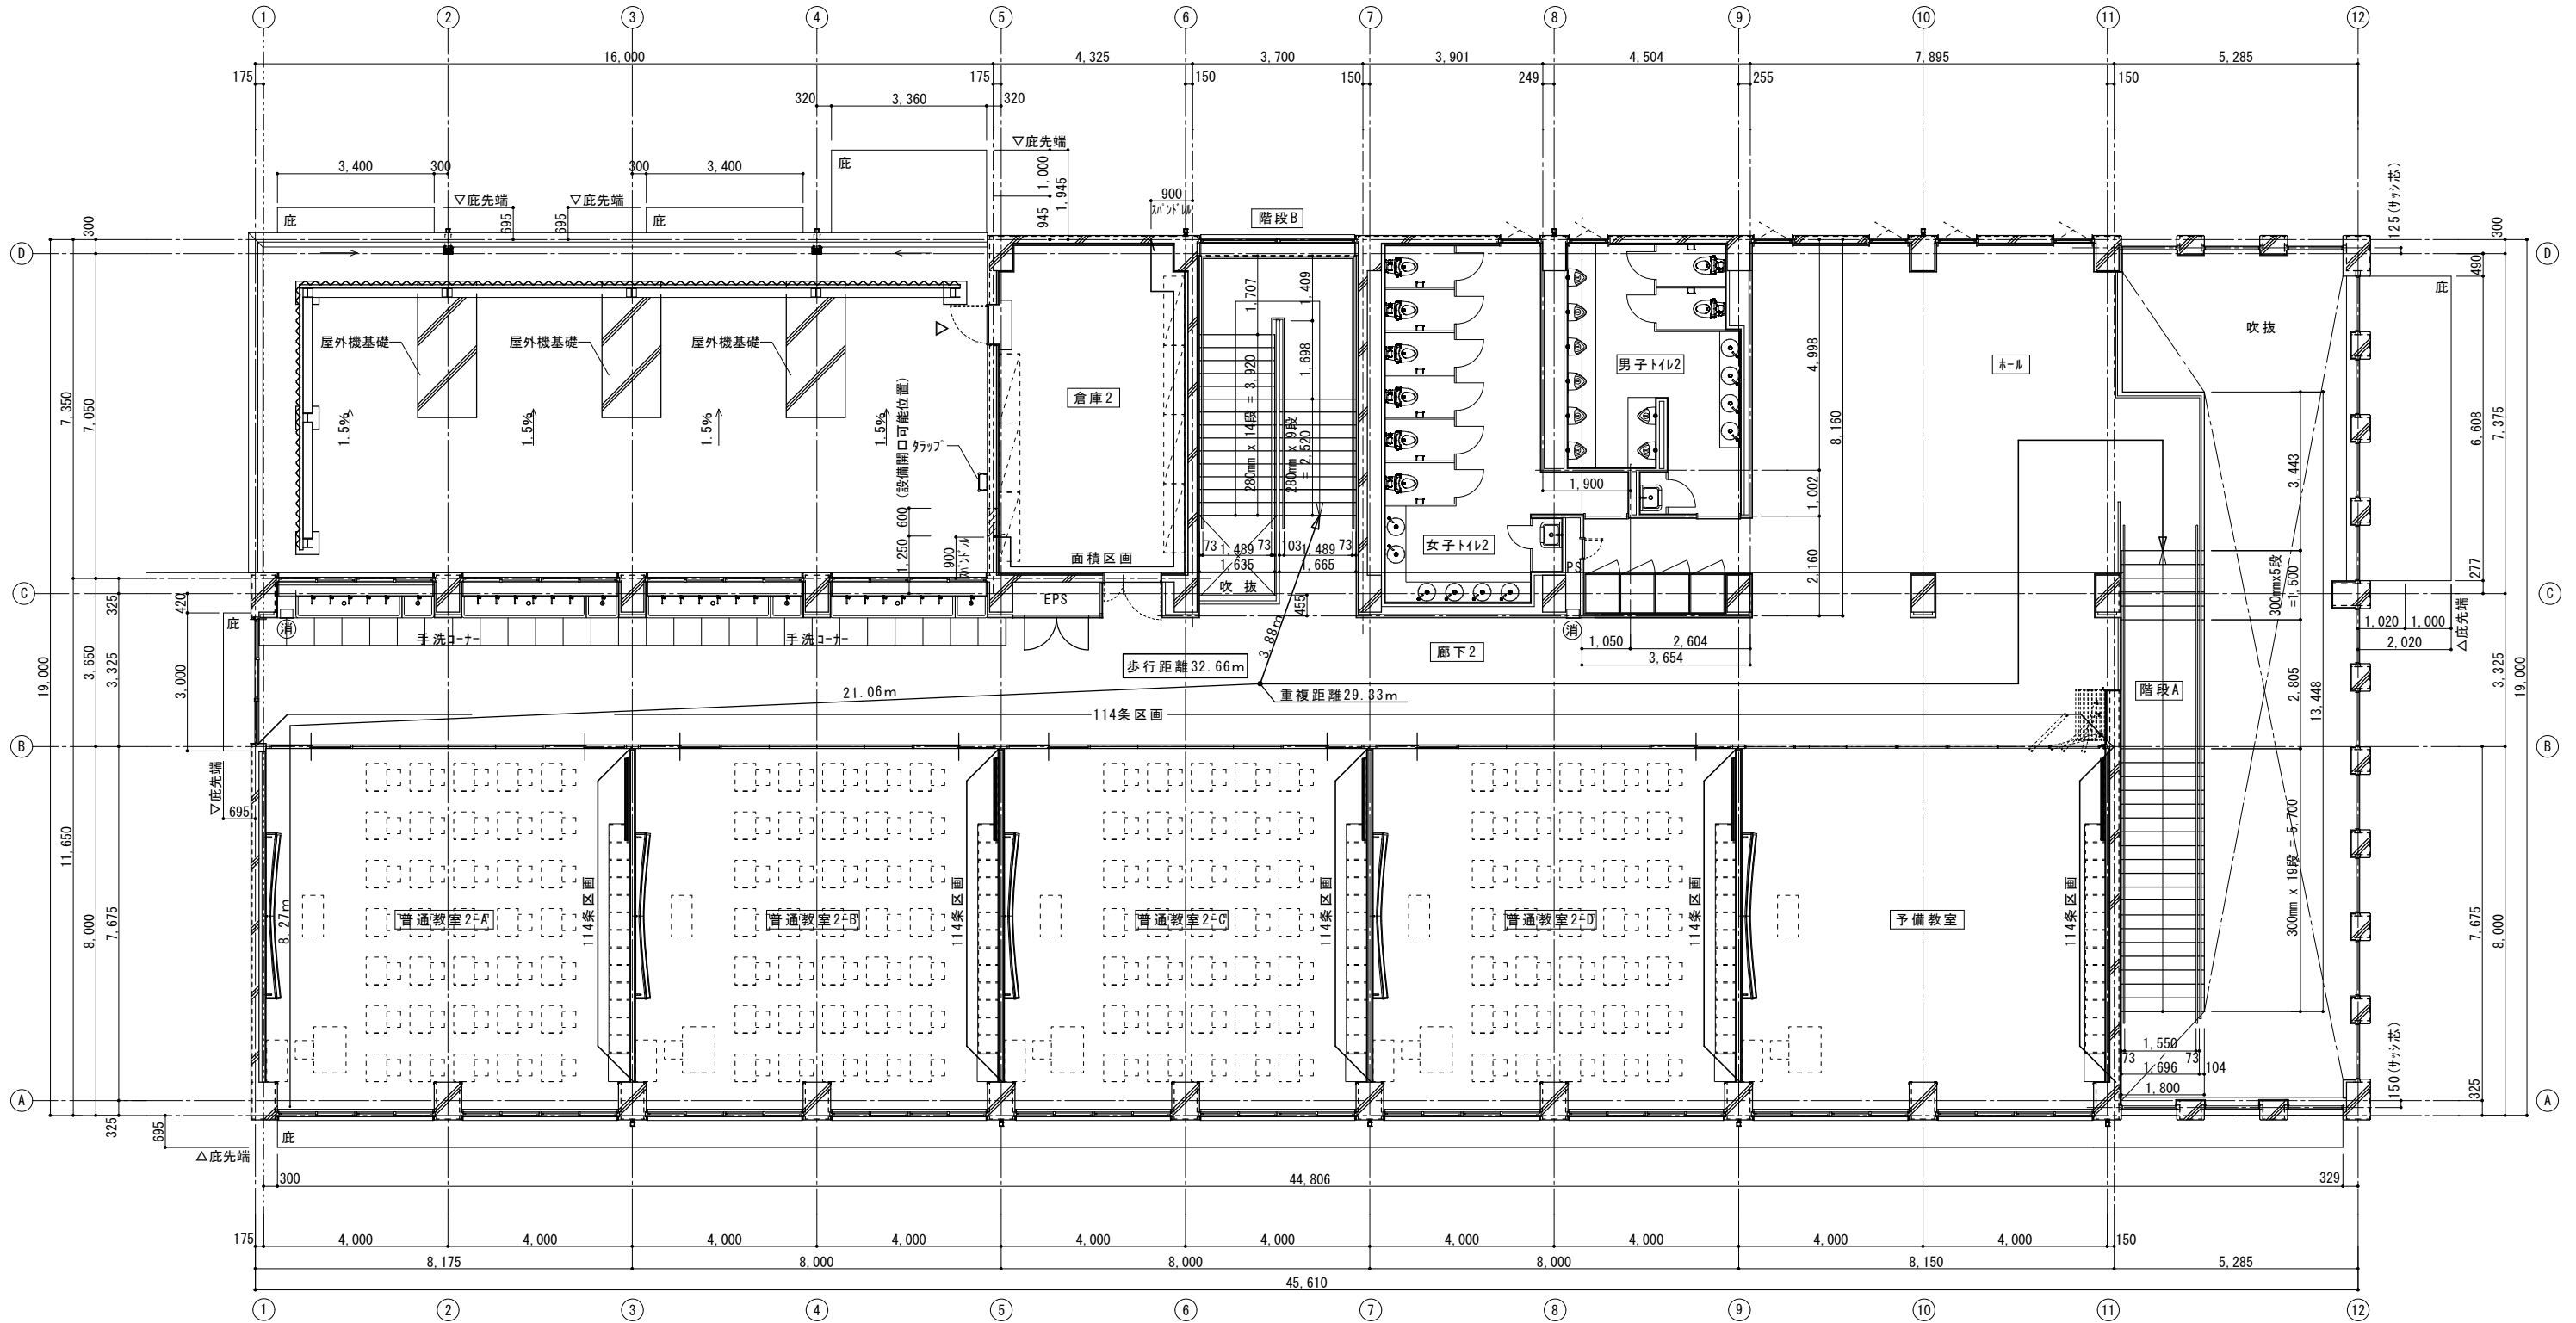 1 2 3 4 5 6 7 8 9 10 11 12
16,000 4,325 3,700 3,901 4,504 7,895 5,285
175 175 150 150 249 255 150
320 3,360 320
▽庇先端
庇
1,000
1,945
945
3,400 300 300 3,400
▽庇先端 ▽庇先端
695 695
庇 庇
900
ｽﾊﾟﾝﾄﾞﾚﾙ
階段B
125(サッシ芯)
300 300
D D
490
庇
吹抜
屋外機基礎 屋外機基礎 屋外機基礎
1,707 1,409
1,698
280mm x 14段 = 3,920
280mm x 9段
= 2,520
男子ﾄｲﾚ2
ﾎｰﾙ
4,998
8,160
倉庫2
1.5% 1.5% 1.5% 1.5%
ﾀﾗｯﾌﾟ
600 (設備開口可能位置)
1,250
900
ｽﾊﾟﾝﾄﾞﾚﾙ
7,350
7,050
6,608
7,375
3,443
1,900
1,002
女子ﾄｲﾚ2
面積区画
73 1,489 73 103 1,489 73
1,635 1,665
吹抜
PS
2,160
300mmx5段
=1,500
277
C C
325
420
庇
消
手洗コーナー 手洗コーナー
EPS
455
消
1,050 2,604
3,654
廊下2
1,020 1,000
2,020
△庇先端
3.88m
歩行距離32.66m
21.06m
重複距離29.33m
114条区画
階段A
19,000
3,650
3,325
3,000
2,805
13,448
3,325
19,000
B B
▽庇先端
695
11,650
8,000
7,675
8.27m
普通教室2-A 普通教室2-B 普通教室2-C 普通教室2-D 予備教室
114条区画 114条区画 114条区画 114条区画 114条区画
300mm x 19段 = 5,700
7,675
8,000
1,550
73 73
1,696 104
1,800
150(サッシ芯)
A A
325 325
695
庇
△庇先端
300 44,806 329
175 4,000 4,000 4,000 4,000 4,000 4,000 4,000 4,000 4,000 4,000 150
8,175 8,000 8,000 8,000 8,150 5,285
45,610
1 2 3 4 5 6 7 8 9 10 11 12